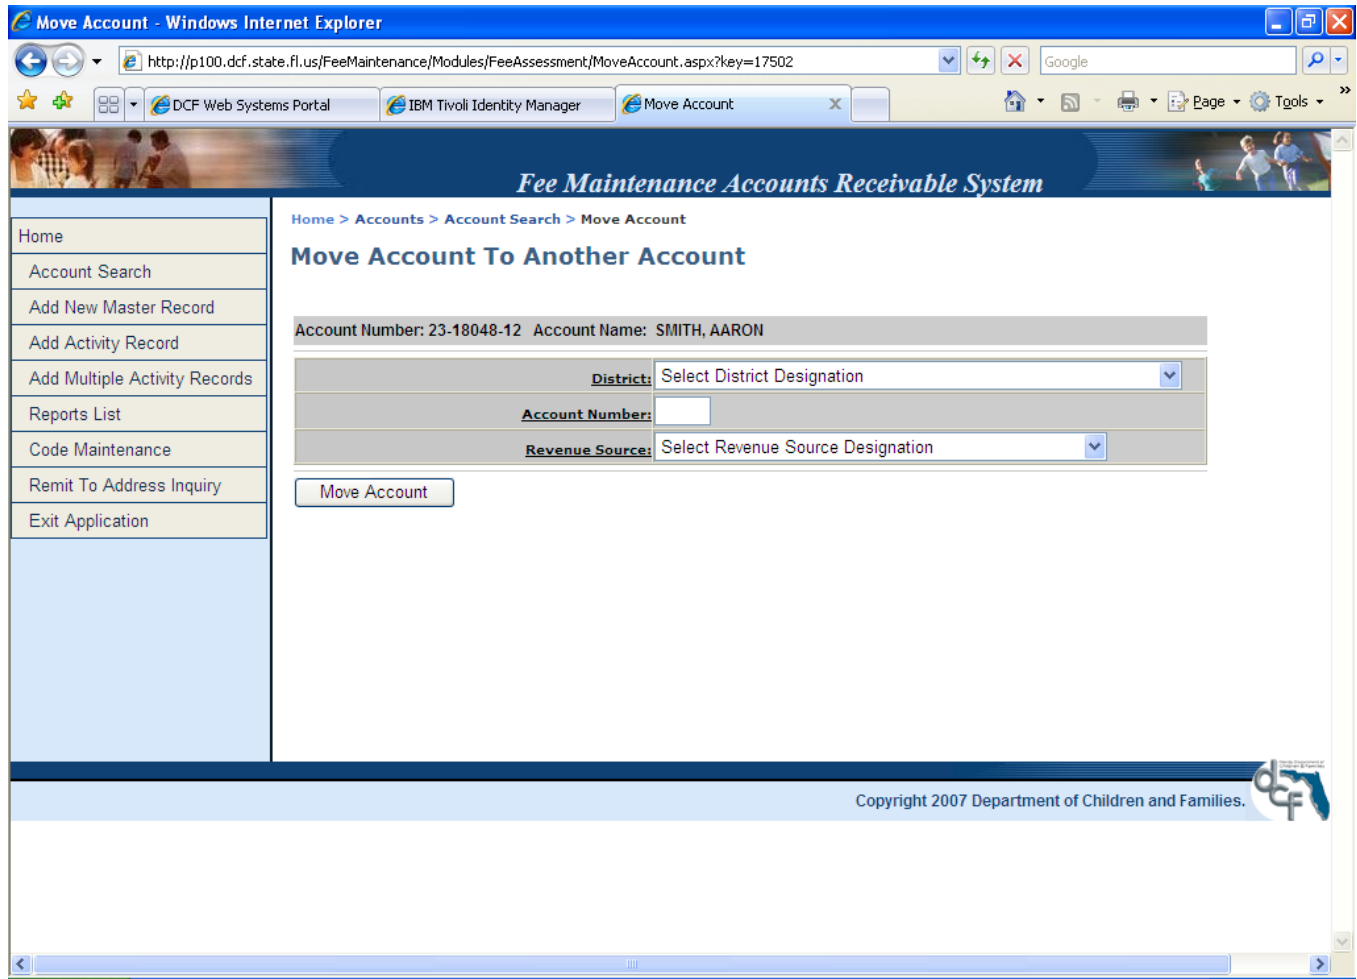 Move Account - Windows Internet Explorer
http://p100.dcf.state.fl.us/FeeMaintenance/Modules/FeeAssessment/MoveAccount.aspx?key=17502
Google
DCF Web Systems Portal
IBM Tivoli Identity Manager
Move Account
X
Page
Tools
»
Fee Maintenance Accounts Receivable System
Home > Accounts > Account Search > Move Account
Home
Account Search
Add New Master Record
Add Activity Record
Add Multiple Activity Records
Reports List
Code Maintenance
Remit To Address Inquiry
Exit Application
Move Account To Another Account
Account Number: 23-18048-12 Account Name: SMITH, AARON
District: Select District Designation
Account Number:
Revenue Source: Select Revenue Source Designation
Move Account
Copyright 2007 Department of Children and Families.
dcf